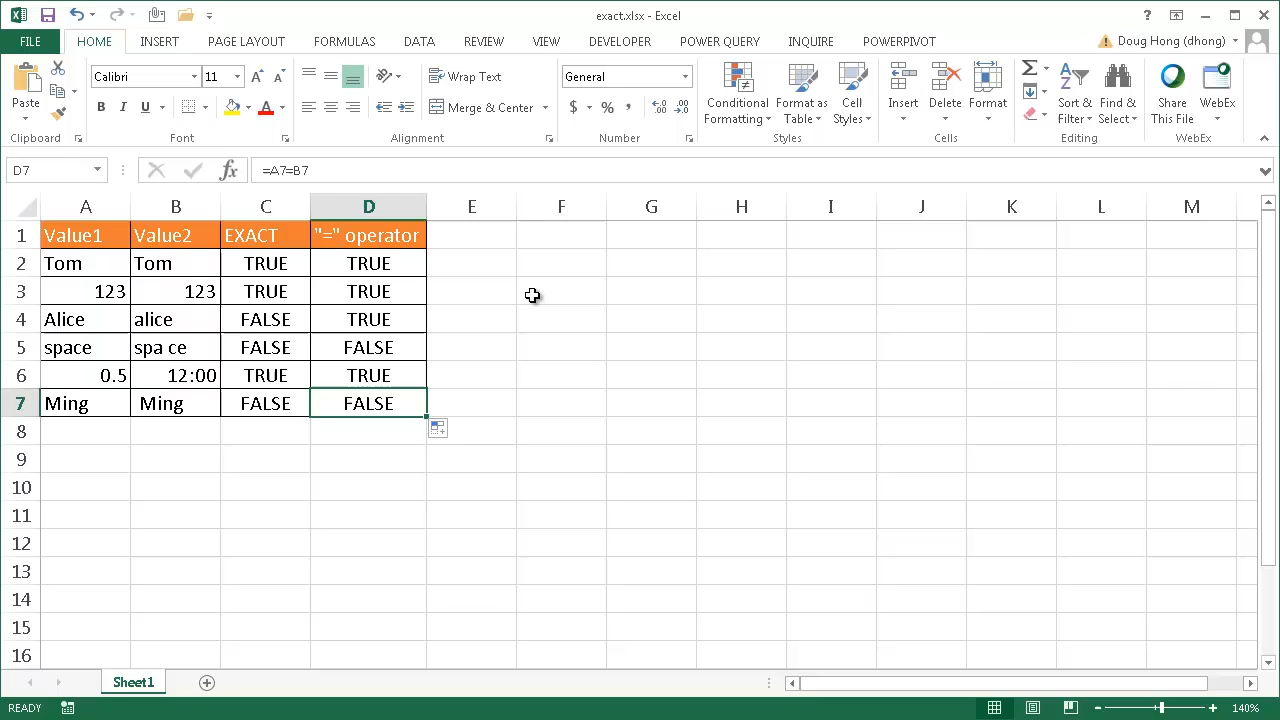 exact.xlsx - Excel
FILE HOME INSERT PAGE LAYOUT FORMULAS DATA REVIEW VIEW DEVELOPER POWERPIVOT INQUIRE POWERPIVOT Doug Hong (dhong)
Calibri 11 Wrap Text General
Paste B I U A Merge & Center $ % , Conditional Formatting Format as Table Cell Styles Insert Delete Format Sort & Filter Find & Select Share This File WebEx
Clipboard Font Alignment Number Styles Cells Editing WebEx
D7 fx =A7=B7
A B C D E F G H I J K L M
1 Value1 Value2 EXACT "=" operator
2 Tom Tom TRUE TRUE
3 123 123 TRUE TRUE
4 Alice alice FALSE TRUE
5 space spa ce FALSE FALSE
6 0.5 12:00 TRUE TRUE
7 Ming Ming FALSE FALSE
8
9
10
11
12
13
14
15
16
Sheet1
READY 140%